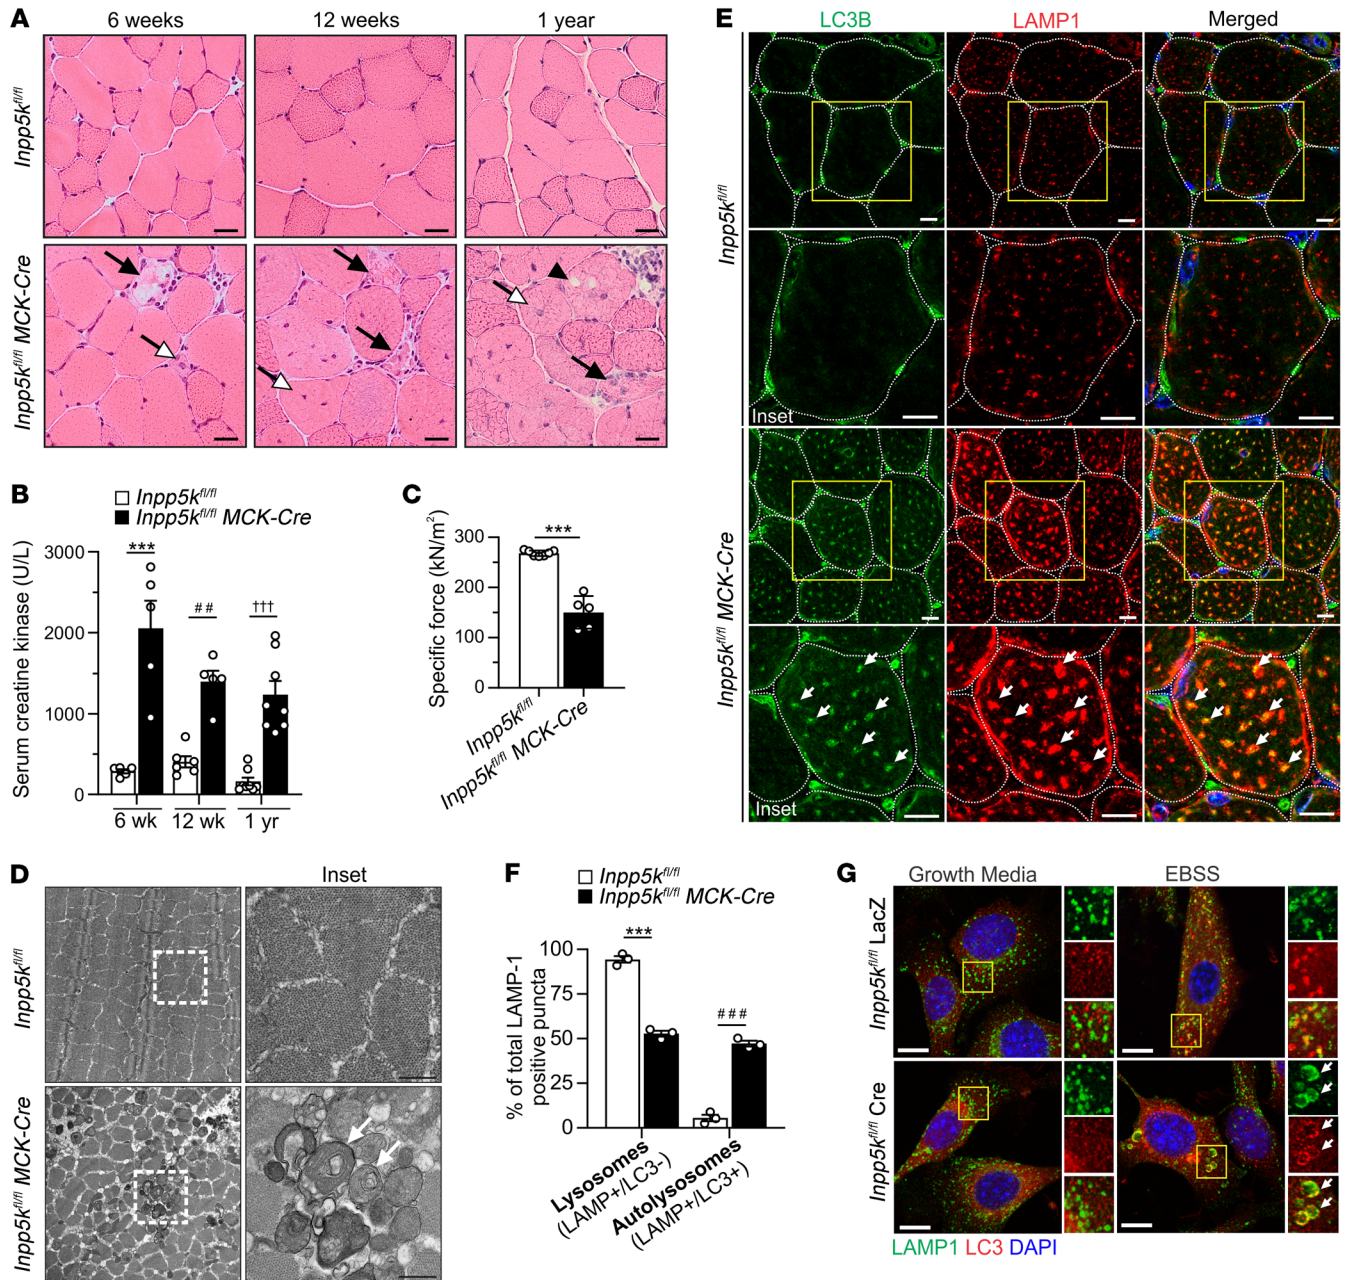 A
6 weeks 12 weeks 1 year
Inpp5k^fl/fl
Inpp5k^fl/fl MCK-Cre
B
Inpp5k^fl/fl
Inpp5k^fl/fl MCK-Cre
Serum creatine kinase (U/L)
3000
2000
1000
0
*** ## †††
6 wk 12 wk 1 yr
C
Specific force (kN/m²)
300
200
100
0
***
Inpp5k^fl/fl
Inpp5k^fl/fl MCK-Cre
D
Inset
Inpp5k^fl/fl
Inpp5k^fl/fl MCK-Cre
E
LC3B LAMP1 Merged
Inpp5k^fl/fl
Inset
Inpp5k^fl/fl MCK-Cre
Inset
F
Inpp5k^fl/fl
Inpp5k^fl/fl MCK-Cre
% of total LAMP-1
positive puncta
100
75
50
25
0
*** ###
Lysosomes
(LAMP+/LC3-)
Autolysosomes
(LAMP+/LC3+)
G
Growth Media EBSS
Inpp5k^fl/fl LacZ
Inpp5k^fl/fl Cre
LAMP1 LC3 DAPI